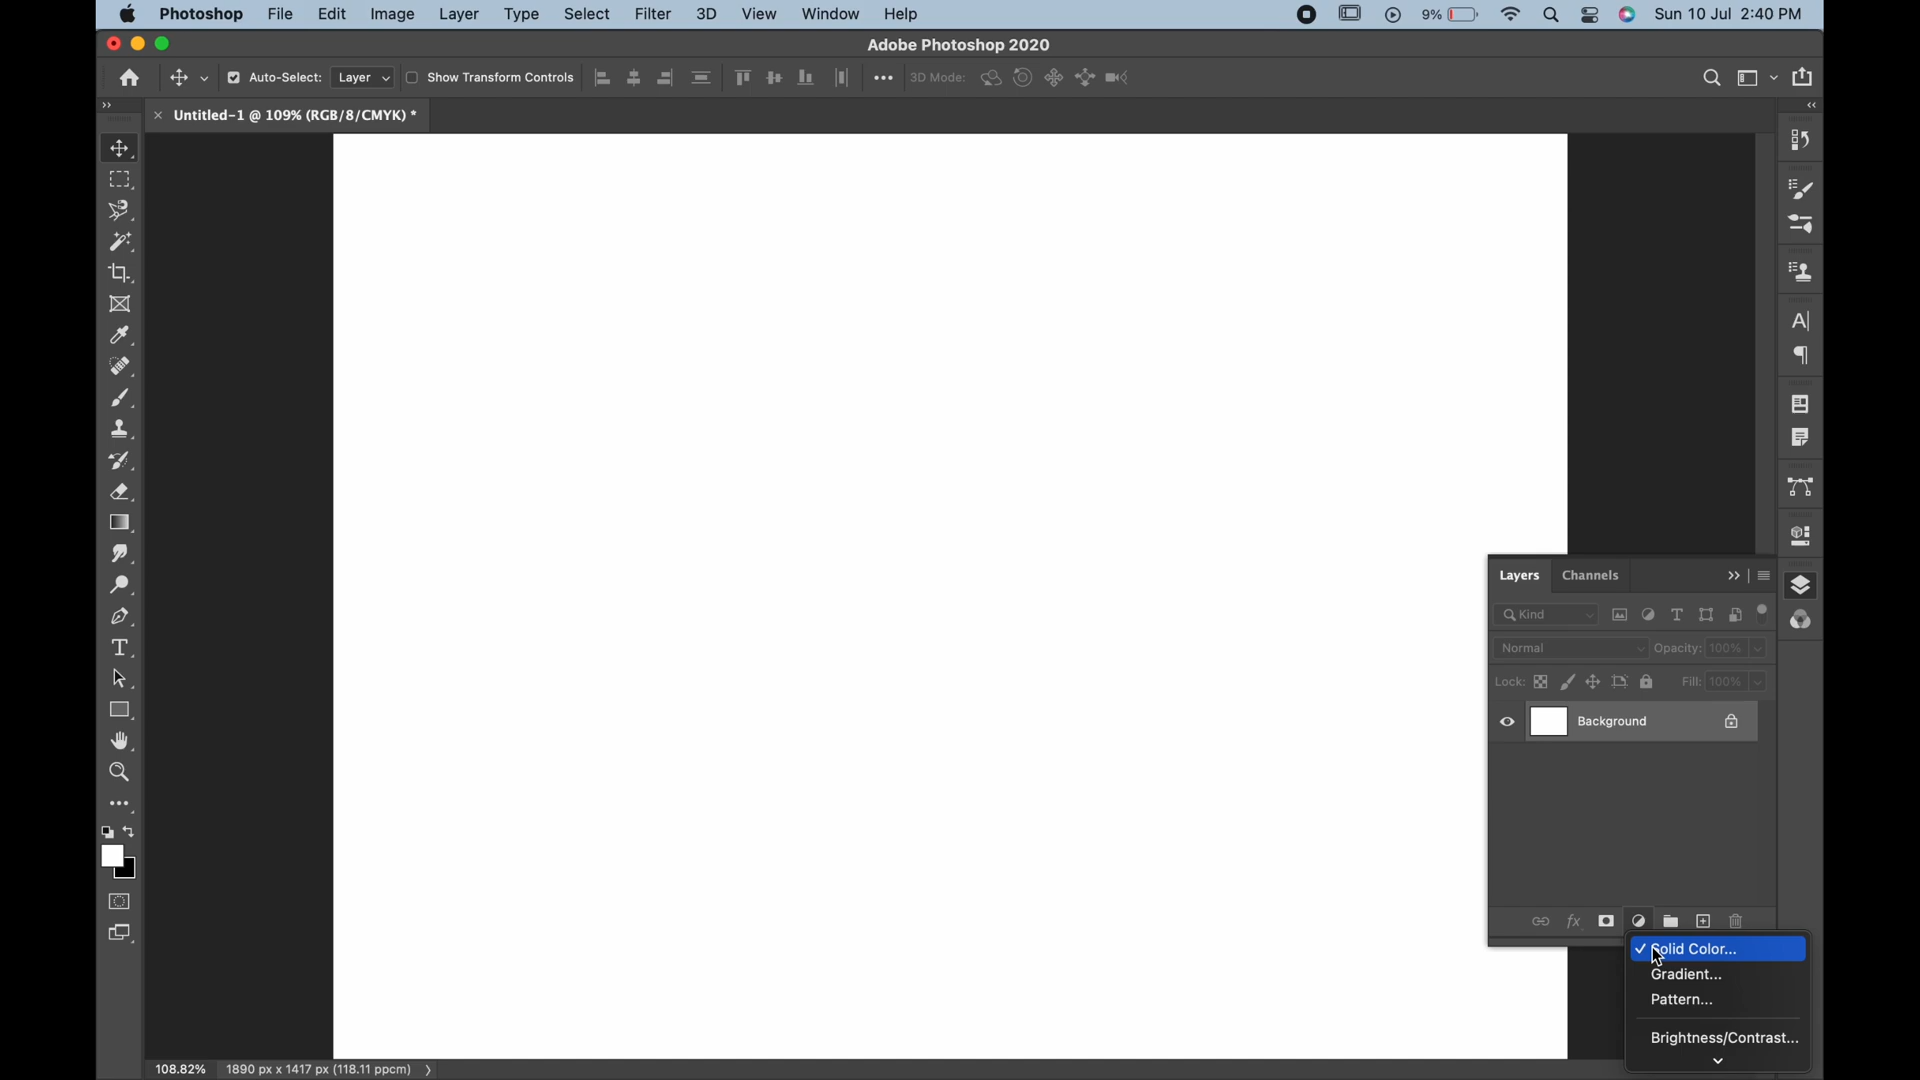 Photoshop File Edit Image Layer Type Select Filter 3D View Window Help 9% Sun 10 Jul 2:40 PM
Adobe Photoshop 2020
Auto-Select: Layer Show Transform Controls 3D Mode:
Untitled-1 @ 109% (RGB/8/CMYK) *
Layers Channels
Kind
Normal Opacity: 100%
Lock: Fill: 100%
Background
fx
Solid Color...
Gradient...
Pattern...
Brightness/Contrast...
108.82% 1890 px x 1417 px (118.11 ppcm)